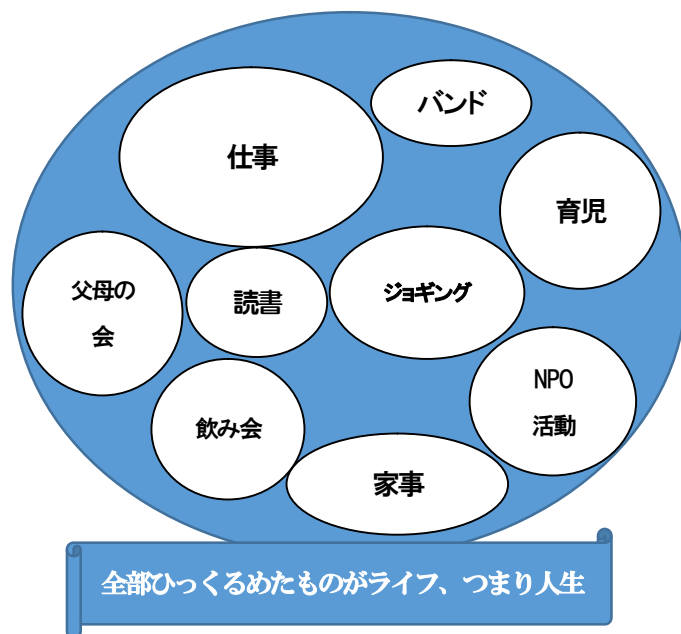 バンド
仕事
育児
父母の
会
読書
ジョギング
NPO
活動
飲み会
家事
全部ひっくるめたものがライフ、つまり人生